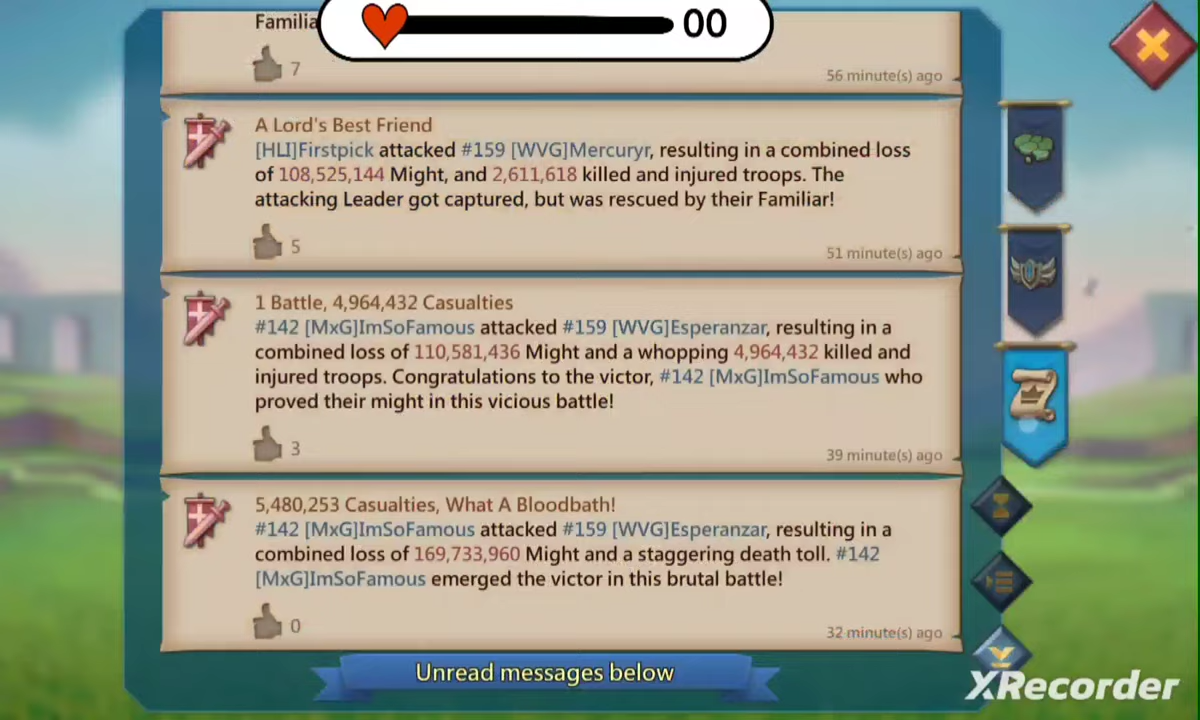 Familia
00
7
56 minute(s) ago
A Lord's Best Friend
[HLI]Firstpick attacked #159 [WVG]Mercuryr, resulting in a combined loss
of 108,525,144 Might, and 2,611,618 killed and injured troops. The
attacking Leader got captured, but was rescued by their Familiar!
5
51 minute(s) ago
1 Battle, 4,964,432 Casualties
#142 [MxG]ImSoFamous attacked #159 [WVG]Esperanzar, resulting in a
combined loss of 110,581,436 Might and a whopping 4,964,432 killed and
injured troops. Congratulations to the victor, #142 [MxG]ImSoFamous who
proved their might in this vicious battle!
3
39 minute(s) ago
5,480,253 Casualties, What A Bloodbath!
#142 [MxG]ImSoFamous attacked #159 [WVG]Esperanzar, resulting in a
combined loss of 169,733,960 Might and a staggering death toll. #142
[MxG]ImSoFamous emerged the victor in this brutal battle!
0
32 minute(s) ago
Unread messages below
XRecorder